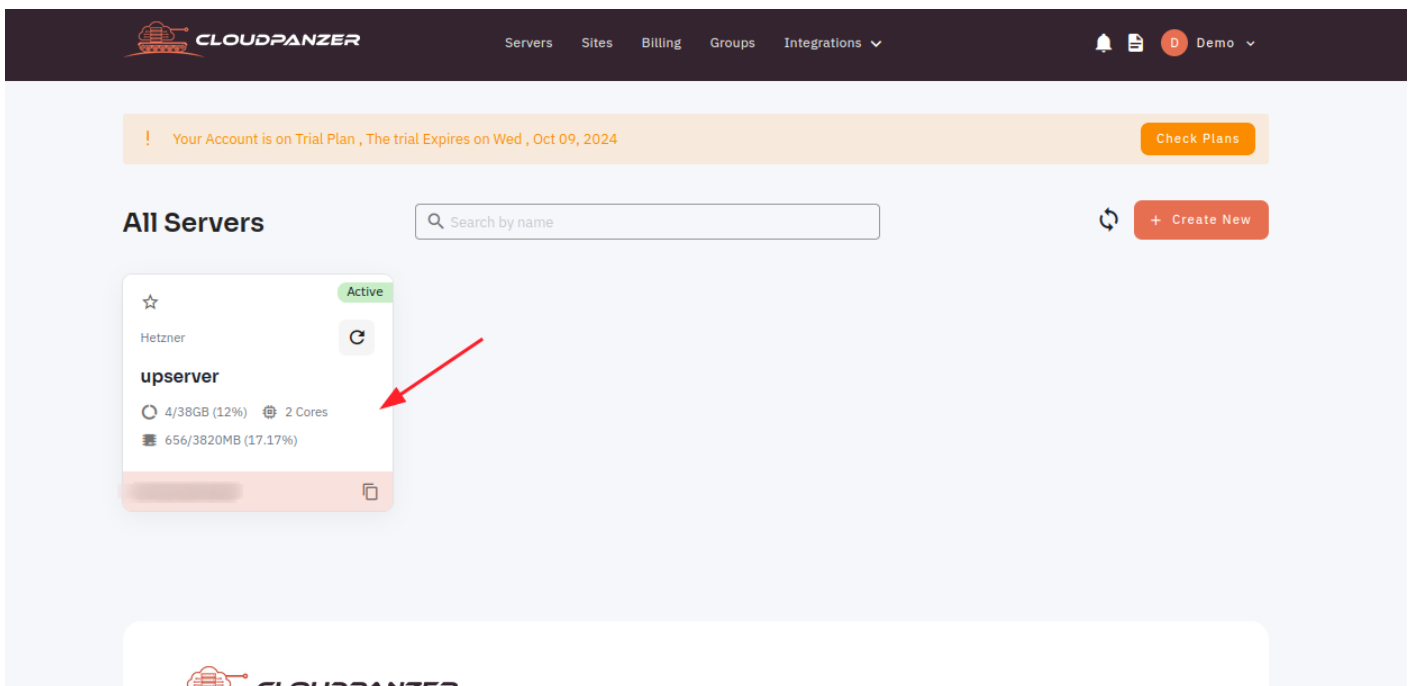 CLOUDPANZER Servers Sites Billing Groups Integrations D Demo
! Your Account is on Trial Plan , The trial Expires on Wed , Oct 09, 2024 Check Plans
All Servers Search by name + Create New
Active
Hetzner
upserver
4/38GB (12%) 2 Cores
656/3820MB (17.17%)
CLOUDPANZER